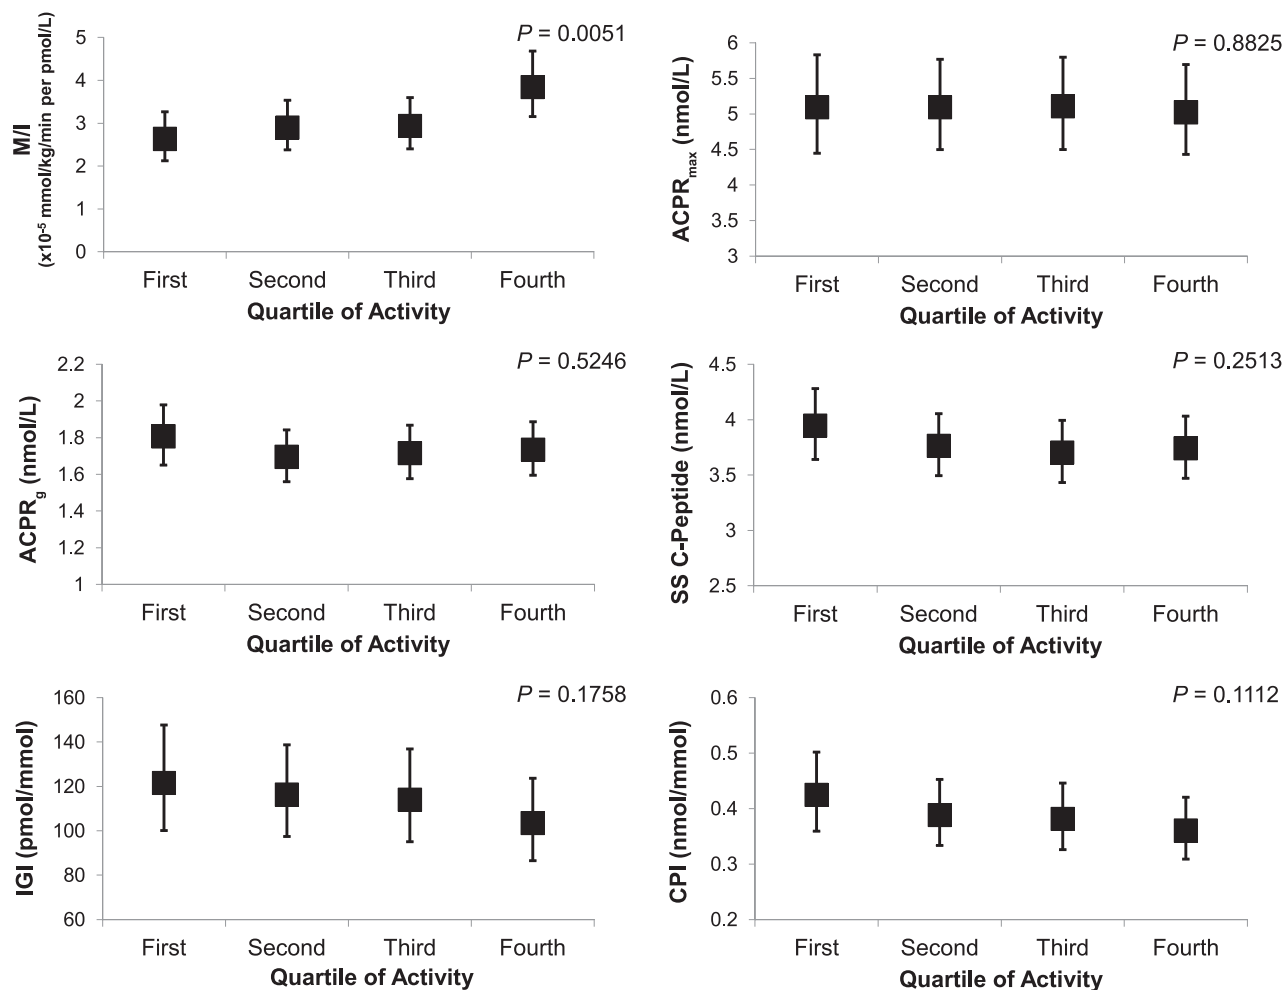 P = 0.0051
M/I
(x10-5 mmol/kg/min per pmol/L)
5
4
3
2
1
0
First Second Third Fourth
Quartile of Activity
P = 0.8825
ACPRmax (nmol/L)
6
5.5
5
4.5
4
3.5
3
First Second Third Fourth
Quartile of Activity
P = 0.5246
ACPRg (nmol/L)
2.2
2
1.8
1.6
1.4
1.2
1
First Second Third Fourth
Quartile of Activity
P = 0.2513
SS C-Peptide (nmol/L)
4.5
4
3.5
3
2.5
First Second Third Fourth
Quartile of Activity
P = 0.1758
IGI (pmol/mmol)
160
140
120
100
80
60
First Second Third Fourth
Quartile of Activity
P = 0.1112
CPI (nmol/mmol)
0.6
0.5
0.4
0.3
0.2
First Second Third Fourth
Quartile of Activity